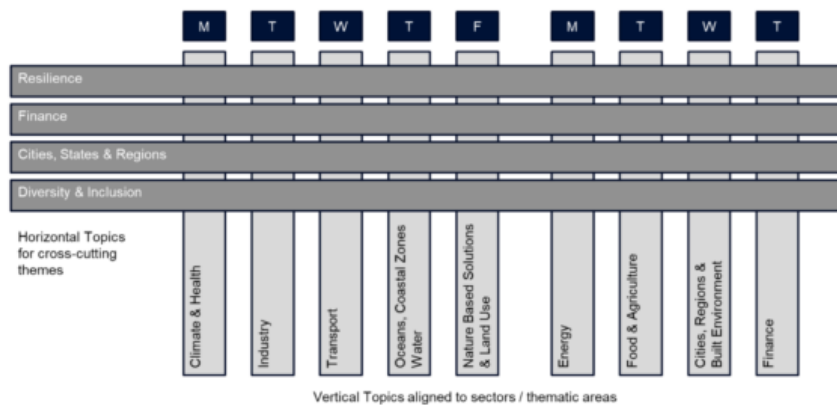 M T W T F M T W T
Resilience
Finance
Cities, States & Regions
Diversity & Inclusion
Horizontal Topics
for cross-cutting
themes
Climate & Health
Industry
Transport
Oceans, Coastal Zones
Water
Nature Based Solutions
& Land Use
Energy
Food & Agriculture
Cities, Regions &
Built Environment
Finance
Vertical Topics aligned to sectors / thematic areas